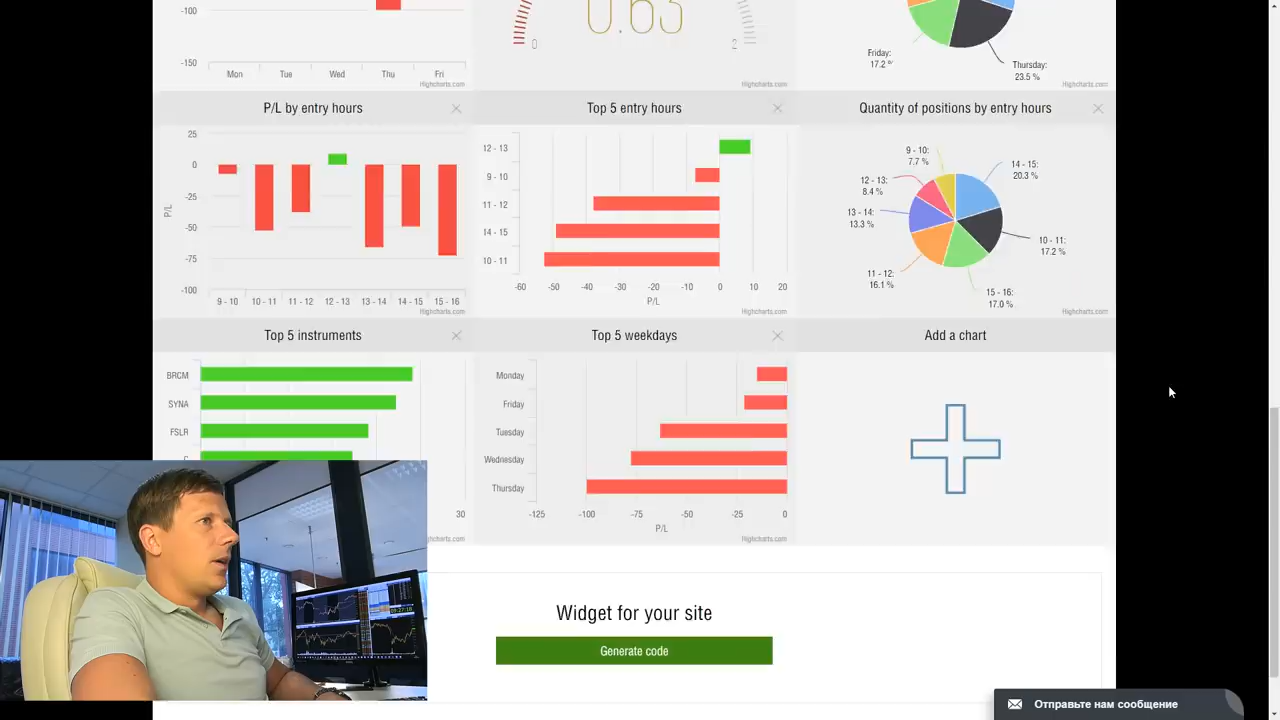 -100
-150
Mon Tue Wed Thu Fri
Highcharts.com
0.63
0 2
Highcharts.com
Friday:
17.2 %
Thursday:
23.5 %
Highcharts.com
P/L by entry hours
25
0
-25
-50
-75
-100
P/L
9 - 10 10 - 11 11 - 12 12 - 13 13 - 14 14 - 15 15 - 16
Highcharts.com
Top 5 entry hours
12 - 13
9 - 10
11 - 12
14 - 15
10 - 11
-60 -50 -40 -30 -20 -10 0 10 20
P/L
Highcharts.com
Quantity of positions by entry hours
9 - 10:
7.7 %
14 - 15:
20.3 %
12 - 13:
8.4 %
13 - 14:
13.3 %
10 - 11:
17.2 %
11 - 12:
16.1 %
15 - 16:
17.0 %
Highcharts.com
Top 5 instruments
BRCM
SYNA
FSLR
30
Top 5 weekdays
Monday
Friday
Tuesday
Wednesday
Thursday
-125 -100 -75 -50 -25 0
P/L
Highcharts.com
Add a chart
Widget for your site
Generate code
Отправьте нам сообщение